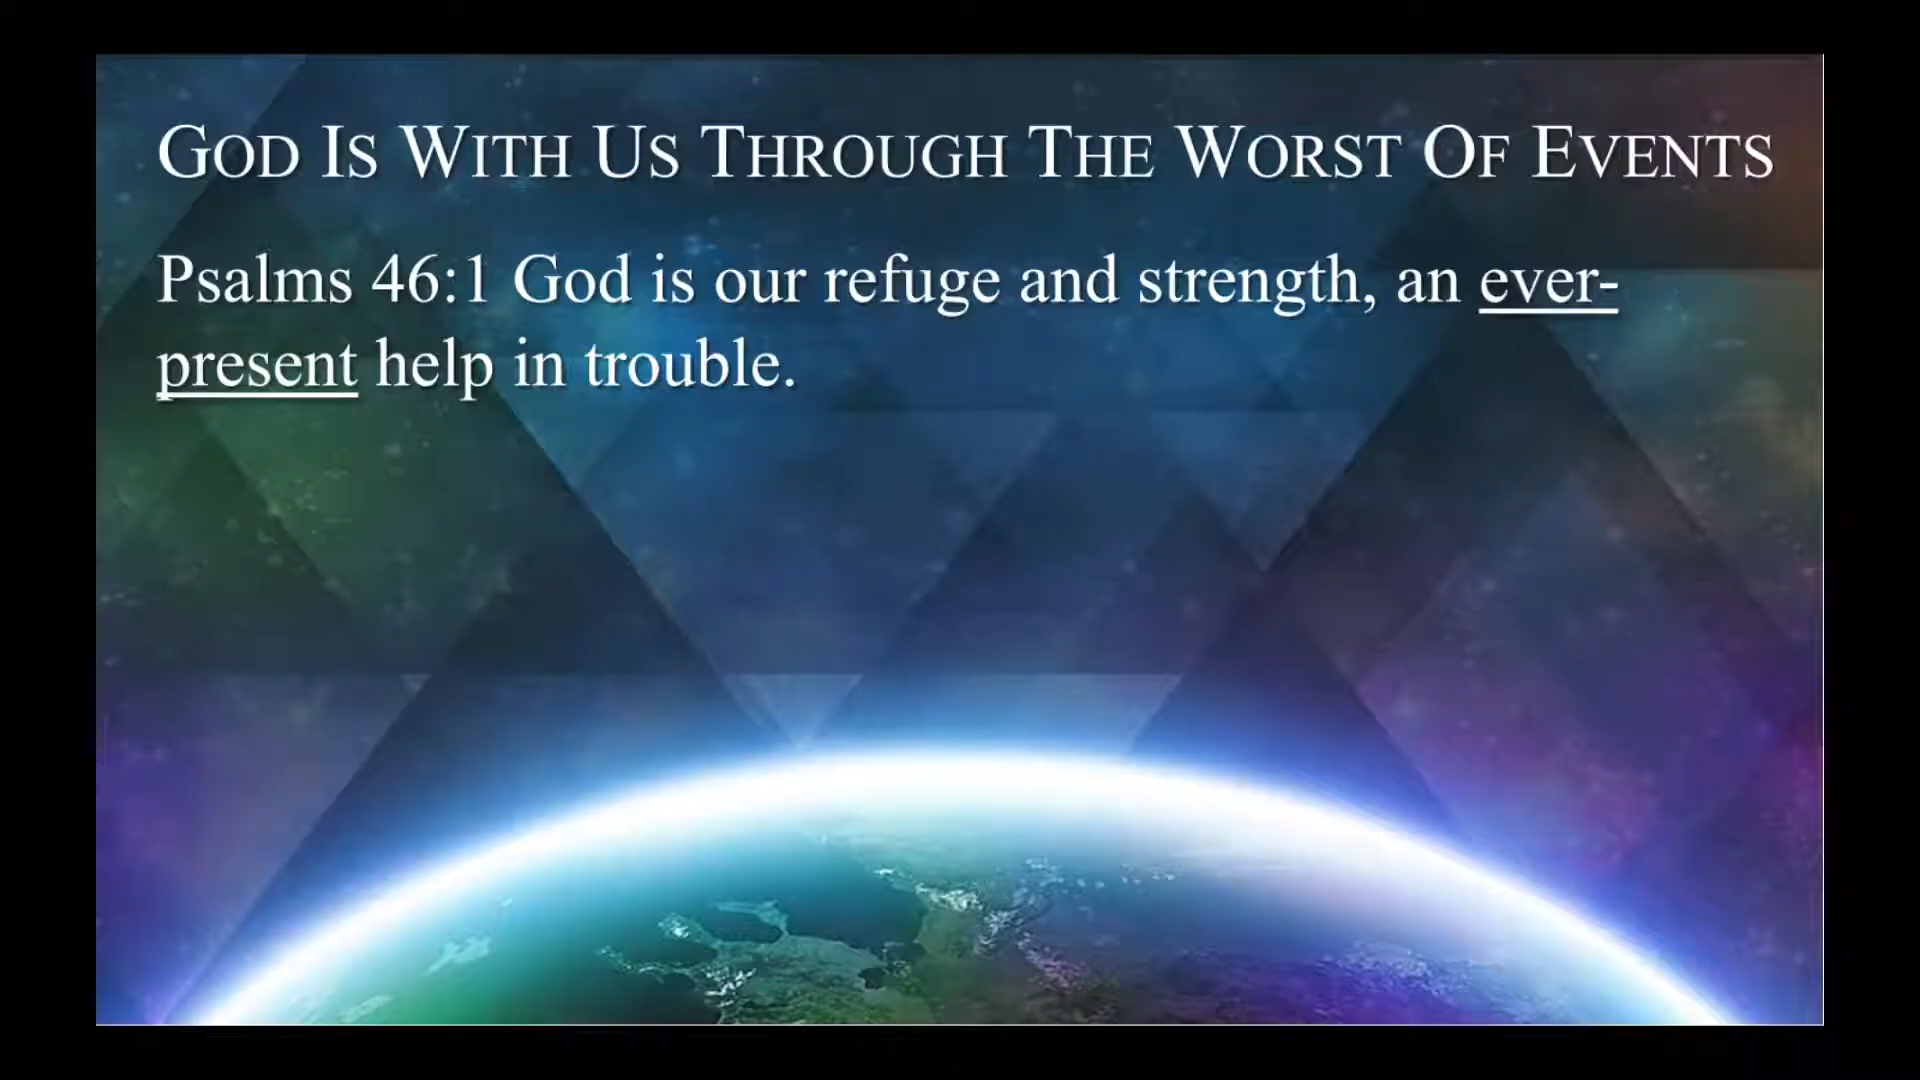 God Is With Us Through The Worst Of Events
Psalms 46:1 God is our refuge and strength, an ever-
present help in trouble.